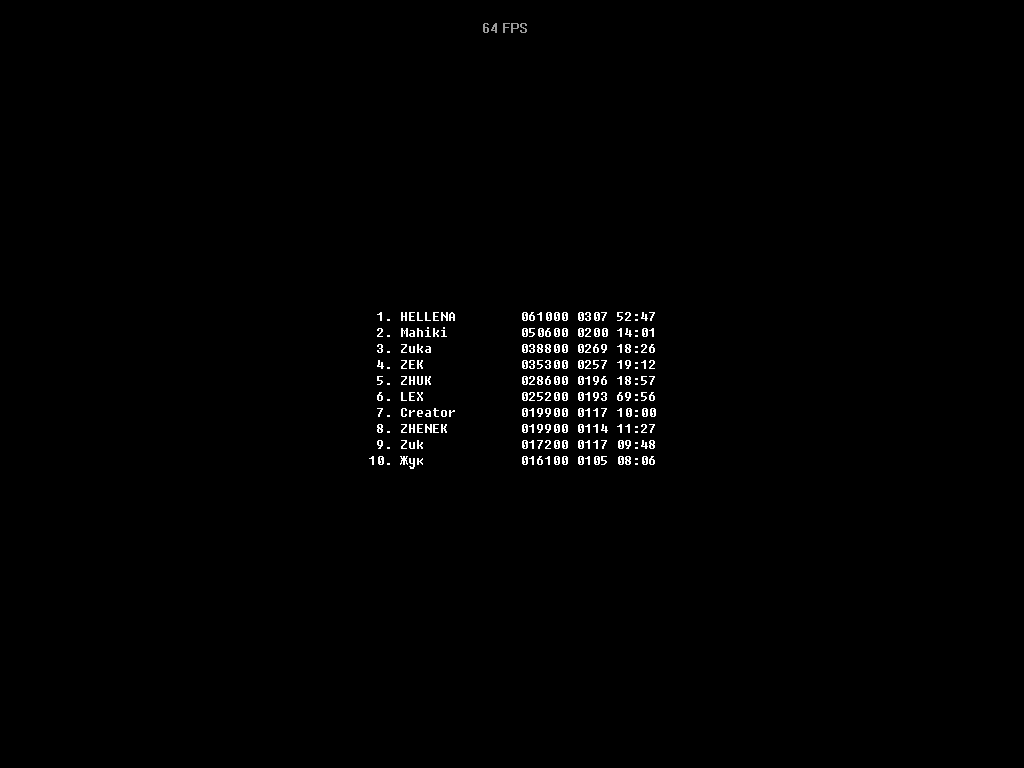 64 FPS
1. HELLENA 061000 0307 52:47
2. Mahiki 050600 0200 14:01
3. Zuka 038800 0269 18:26
4. ZEK 035300 0257 19:12
5. ZHUK 028600 0196 18:57
6. LEX 025200 0193 69:56
7. Creator 019900 0117 10:00
8. ZHENEK 019900 0114 11:27
9. Zuk 017200 0117 09:48
10. Жук 016100 0105 08:06